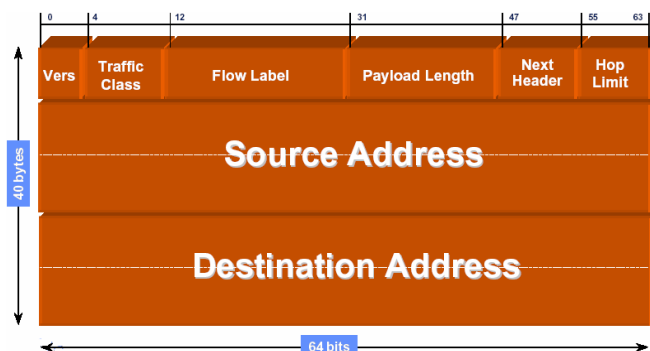 0 4 12 31 47 55 63
Vers Traffic Class Flow Label Payload Length Next Header Hop Limit
Source Address
40 bytes
Destination Address
64 bits